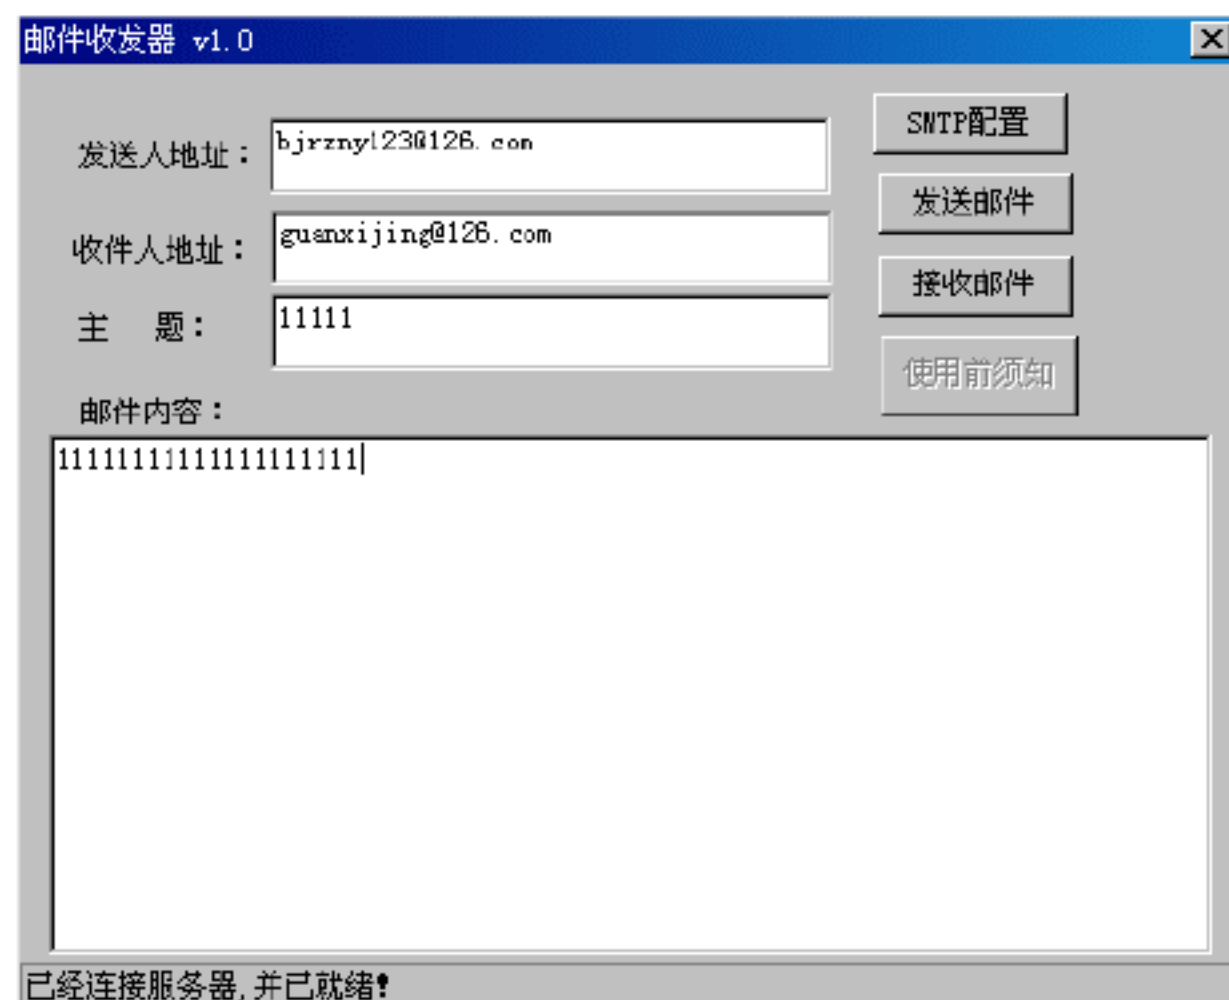 邮件收发器 v1.0
发送人地址：
bjrzny123@126.com
SMTP配置
发送邮件
收件人地址：
guanxijing@126.com
接收邮件
主 题：
11111
使用前须知
邮件内容：
11111111111111111111
已经连接服务器,并已就绪!